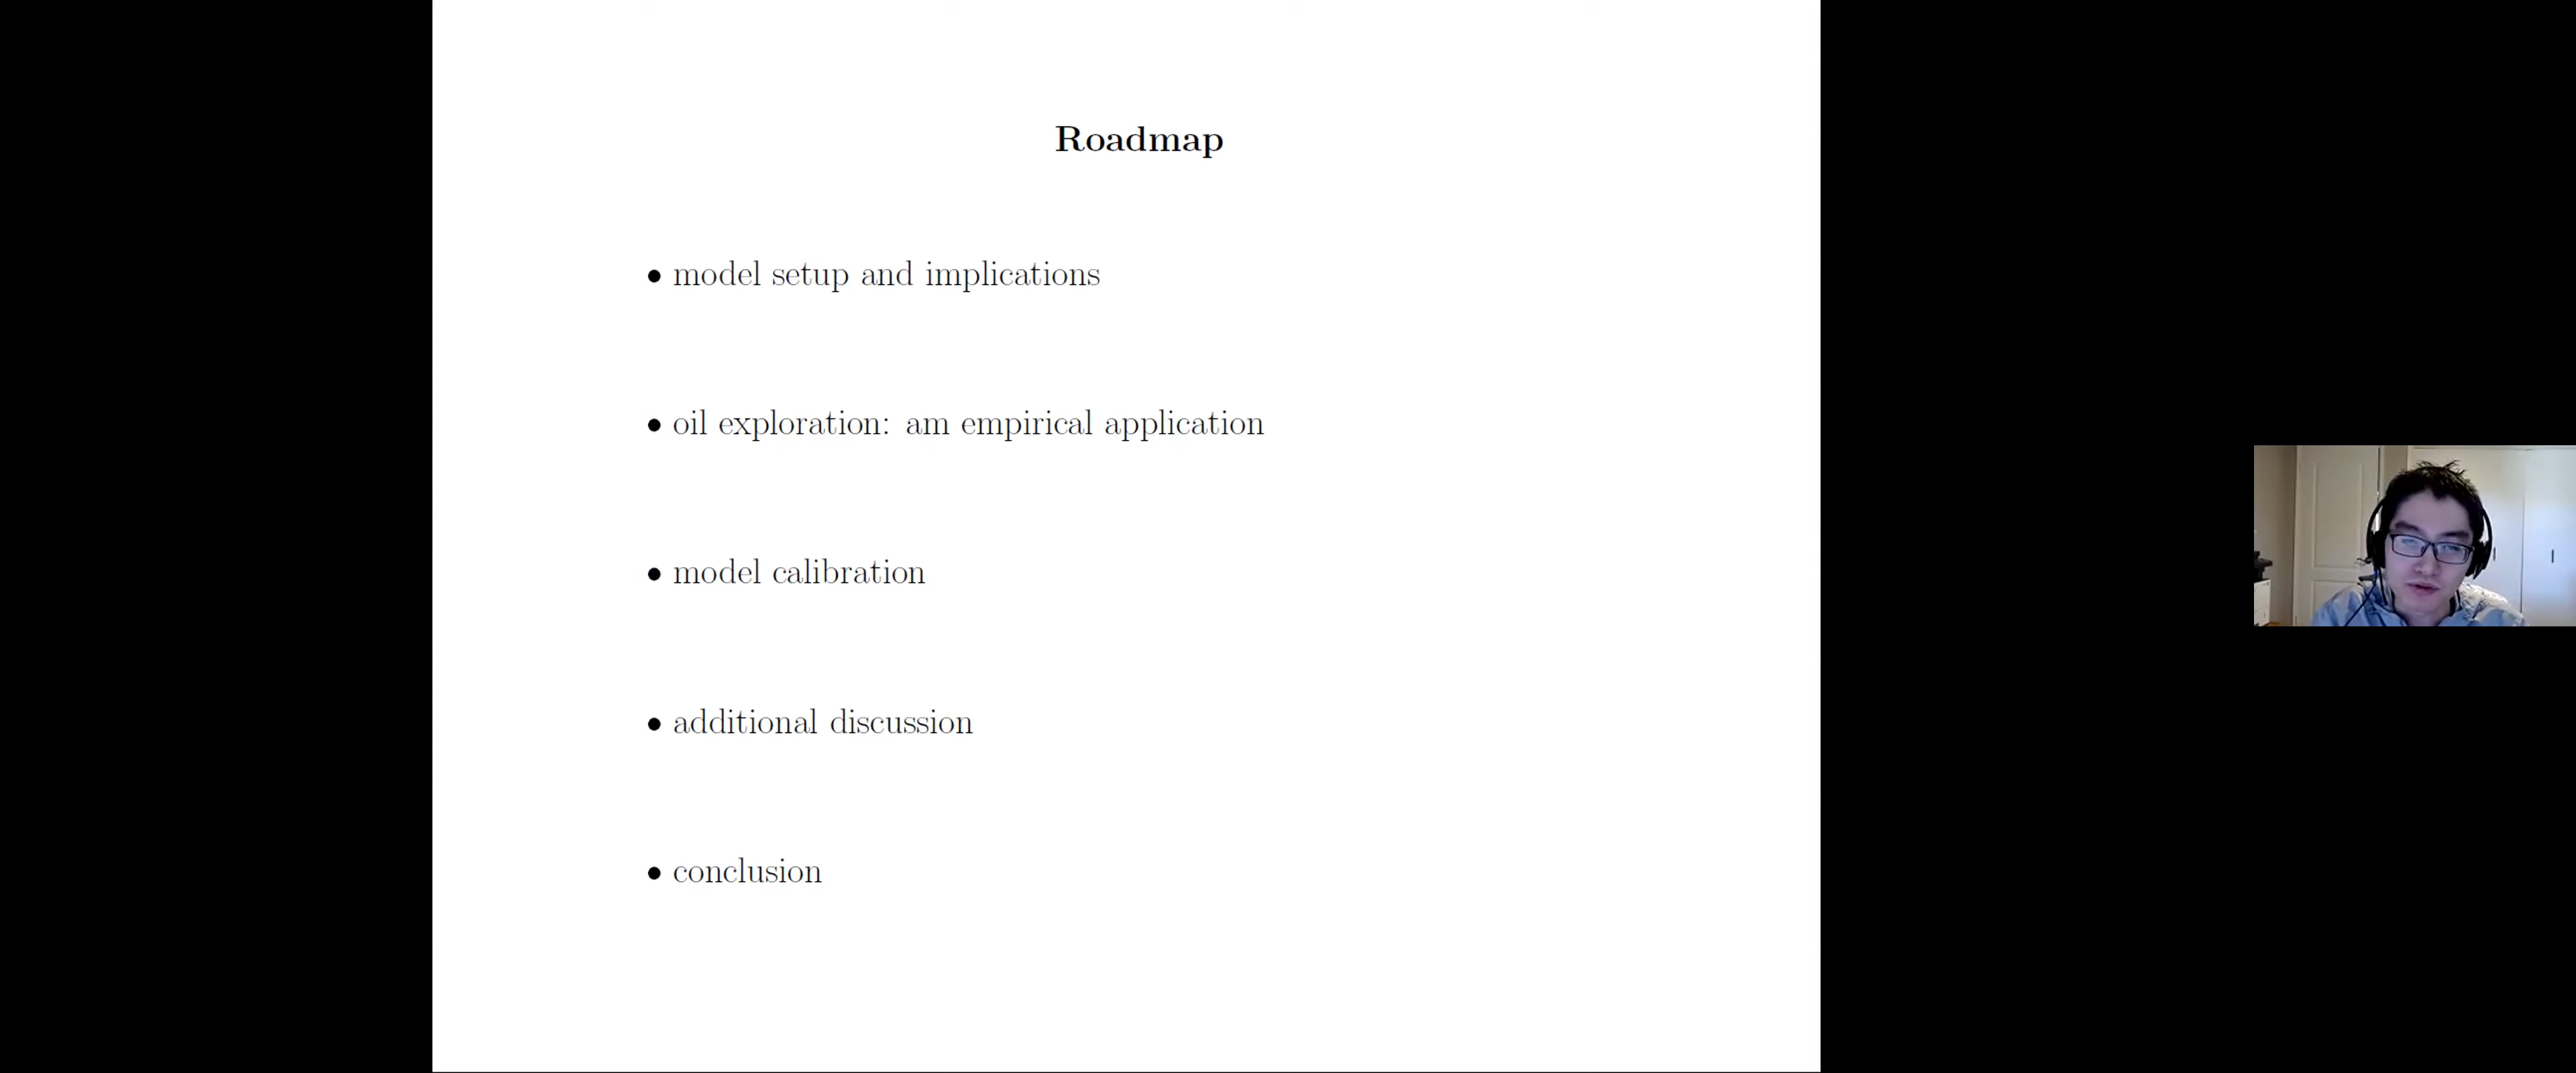 Roadmap
• model setup and implications
• oil exploration: am empirical application
• model calibration
• additional discussion
• conclusion